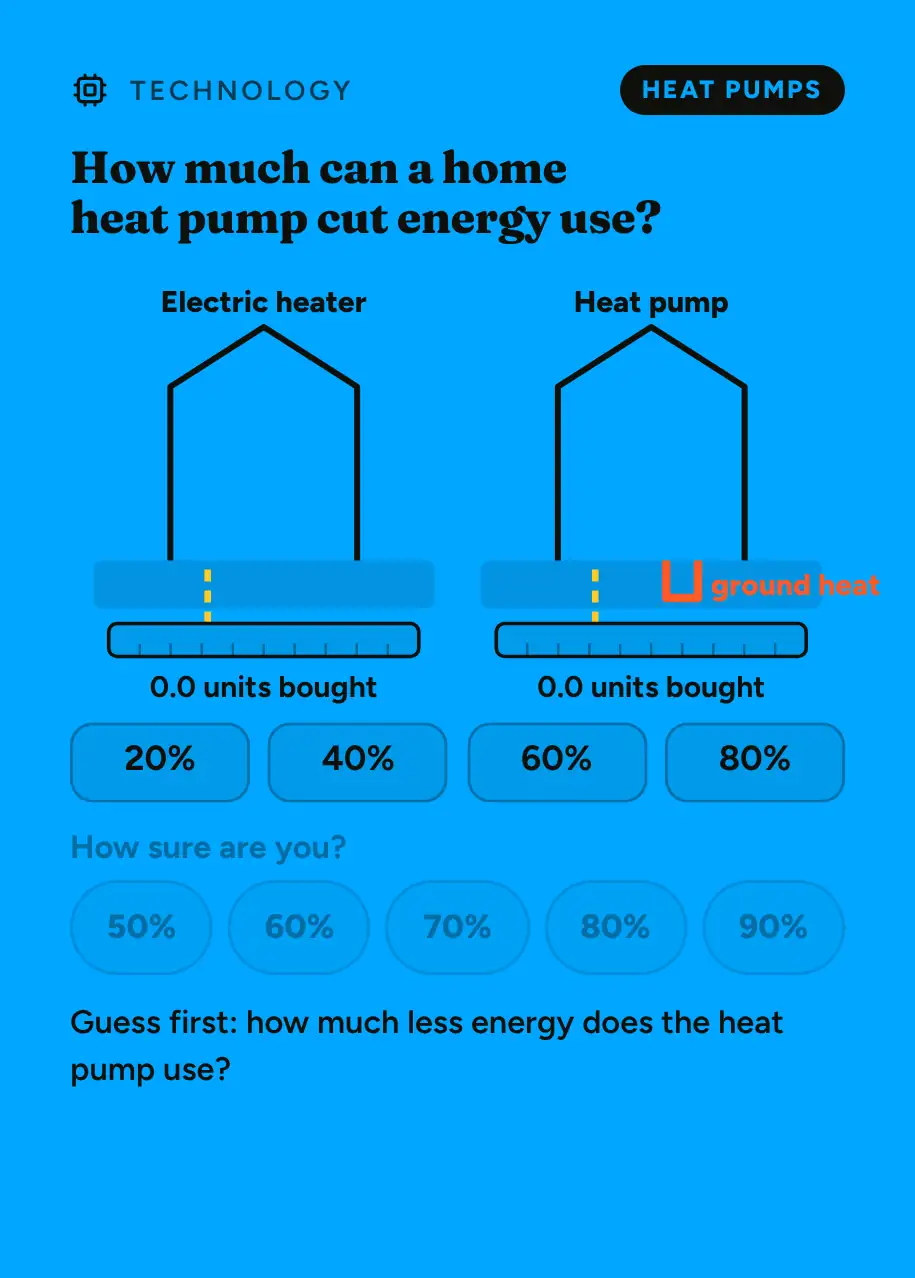 TECHNOLOGY
HEAT PUMPS
How much can a home
heat pump cut energy use?
Electric heater
Heat pump
ground heat
0.0 units bought
0.0 units bought
20%
40%
60%
80%
How sure are you?
50%
60%
70%
80%
90%
Guess first: how much less energy does the heat
pump use?